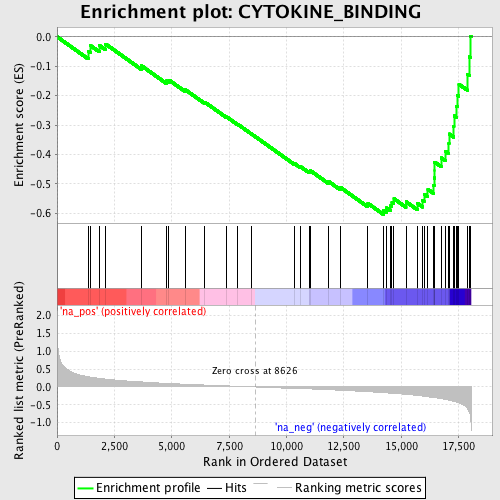 Enrichment plot: CYTOKINE_BINDING
Enrichment score (ES)
0.0
-0.1
-0.2
-0.3
-0.4
-0.5
-0.6
'na_pos' (positively correlated)
Ranked list metric (PreRanked)
2.0
1.5
1.0
0.5
0.0
-0.5
-1.0
Zero cross at 8626
'na_neg' (negatively correlated)
0
2,500
5,000
7,500
10,000
12,500
15,000
17,500
Rank in Ordered Dataset
Enrichment profile
Hits
Ranking metric scores